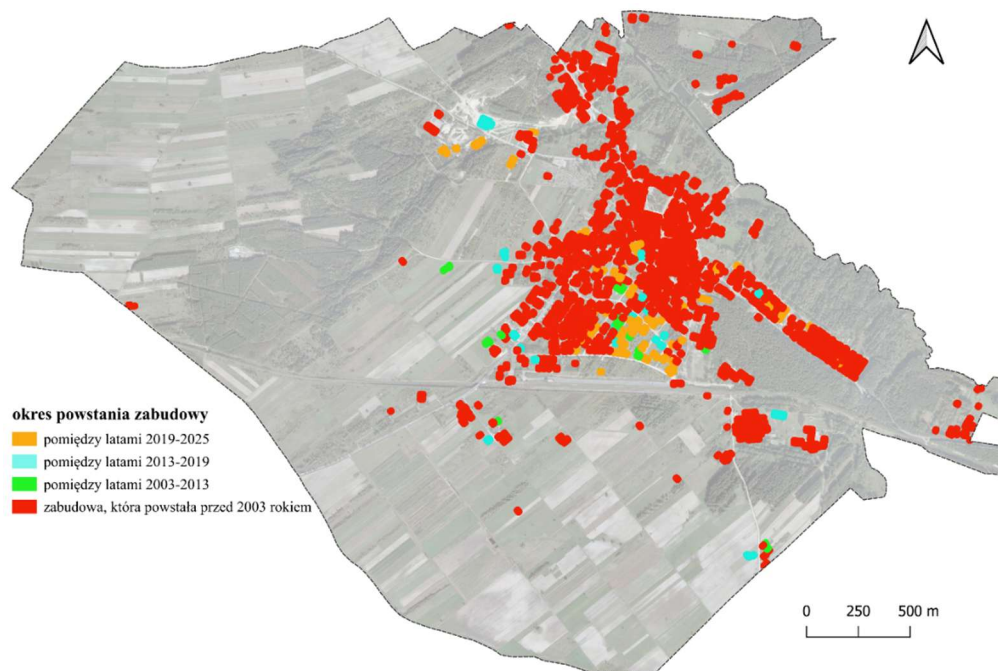 okres powstania zabudowy
pomiędzy latami 2019-2025
pomiędzy latami 2013-2019
pomiędzy latami 2003-2013
zabudowa, która powstała przed 2003 rokiem
0 250 500 m